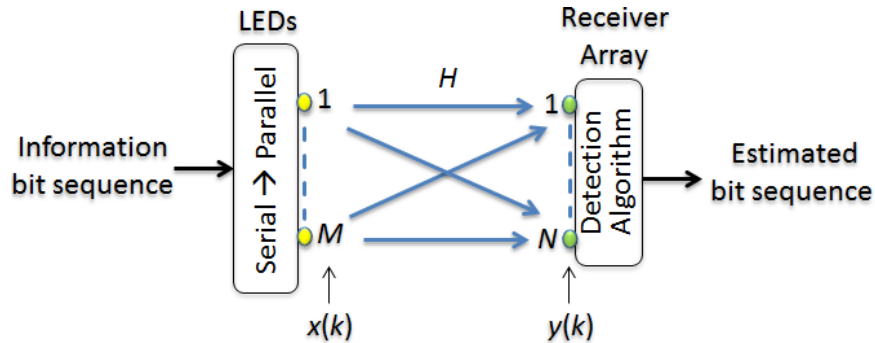 LEDs
Receiver
Array
Information
bit sequence
Serial → Parallel
1
M
H
1
N
Detection
Algorithm
Estimated
bit sequence
x(k)
y(k)